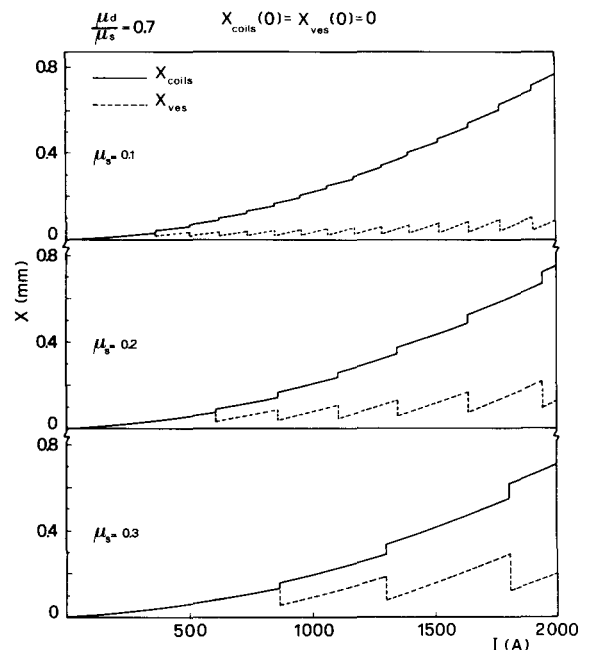 μd/μs = 0.7
Xcoils(0) = Xves(0) = 0
0.8
Xcoils
Xves
0.4
μs = 0.1
0
0.8
X (mm)
0.4
μs = 0.2
0
0.8
0.4
μs = 0.3
0
500 1000 1500 2000
I (A)